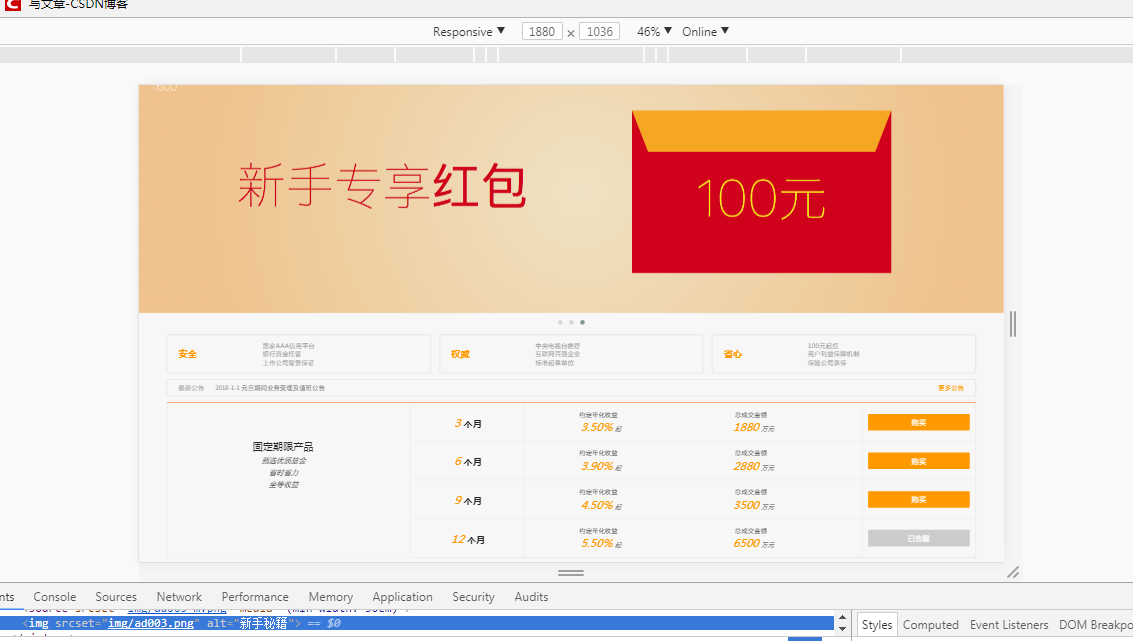 写文章-CSDN博客
Responsive ▼ 1880 × 1036 46% ▼ Online ▼
600
新手专享红包
100元
安全
国家AAA信用平台
银行资金托管
上市公司背景保证
权威
中央电视台推荐
互联网百强企业
标准起草单位
省心
100元起投
用户利益保障机制
保险公司承保
最新公告 2018-1-1 元旦期间业务受理及值班公告 更多公告
固定期限产品
甄选优质基金
省时省力
坐等收益
3 个月 约定年化收益 3.50% 起 总成交金额 1880 万元 购买
6 个月 约定年化收益 3.90% 起 总成交金额 2880 万元 购买
9 个月 约定年化收益 4.50% 起 总成交金额 3500 万元 购买
12 个月 约定年化收益 5.50% 起 总成交金额 6500 万元 已售罄
nts Console Sources Network Performance Memory Application Security Audits
<img srcset="img/ad003.png" alt="新手秘籍"> == $0
Styles Computed Event Listeners DOM Breakpo